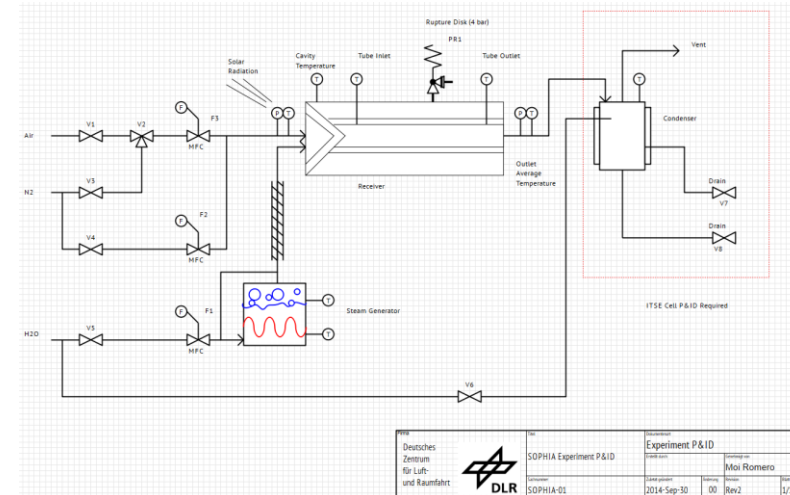 Rupture Disk (4 bar)
PR1
Solar
Radiation
Cavity
Temperature
Tube Inlet
Tube Outlet
Vent
T
T
T
T
F
F3
P
T
P
T
V1
V2
Air
MFC
Condenser
V3
N2
Receiver
Outlet
Average
Temperature
Drain
V7
F
F2
V4
MFC
Drain
V8
T
F
F1
Steam Generator
ITSE Cell P&ID Required
H2O
V5
T
MFC
V6
Firma
Deutsches
Zentrum
für Luft-
und Raumfahrt
DLR
Titel
SOPHIA Experiment P&ID
SOPHIA-01
Experiment P&ID
Moi Romero
2014-Sep-30
00
Rev2
1/